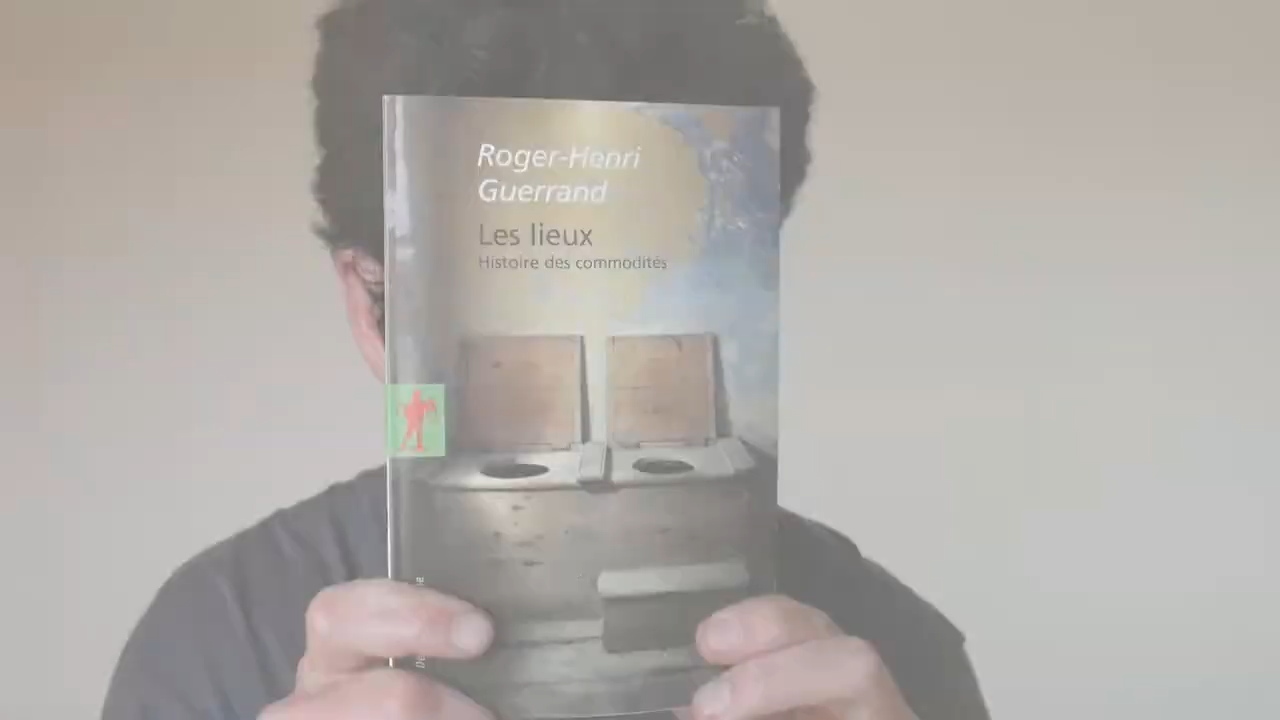 Roger-Henri
Guerrand
Les lieux
Histoire des commodités